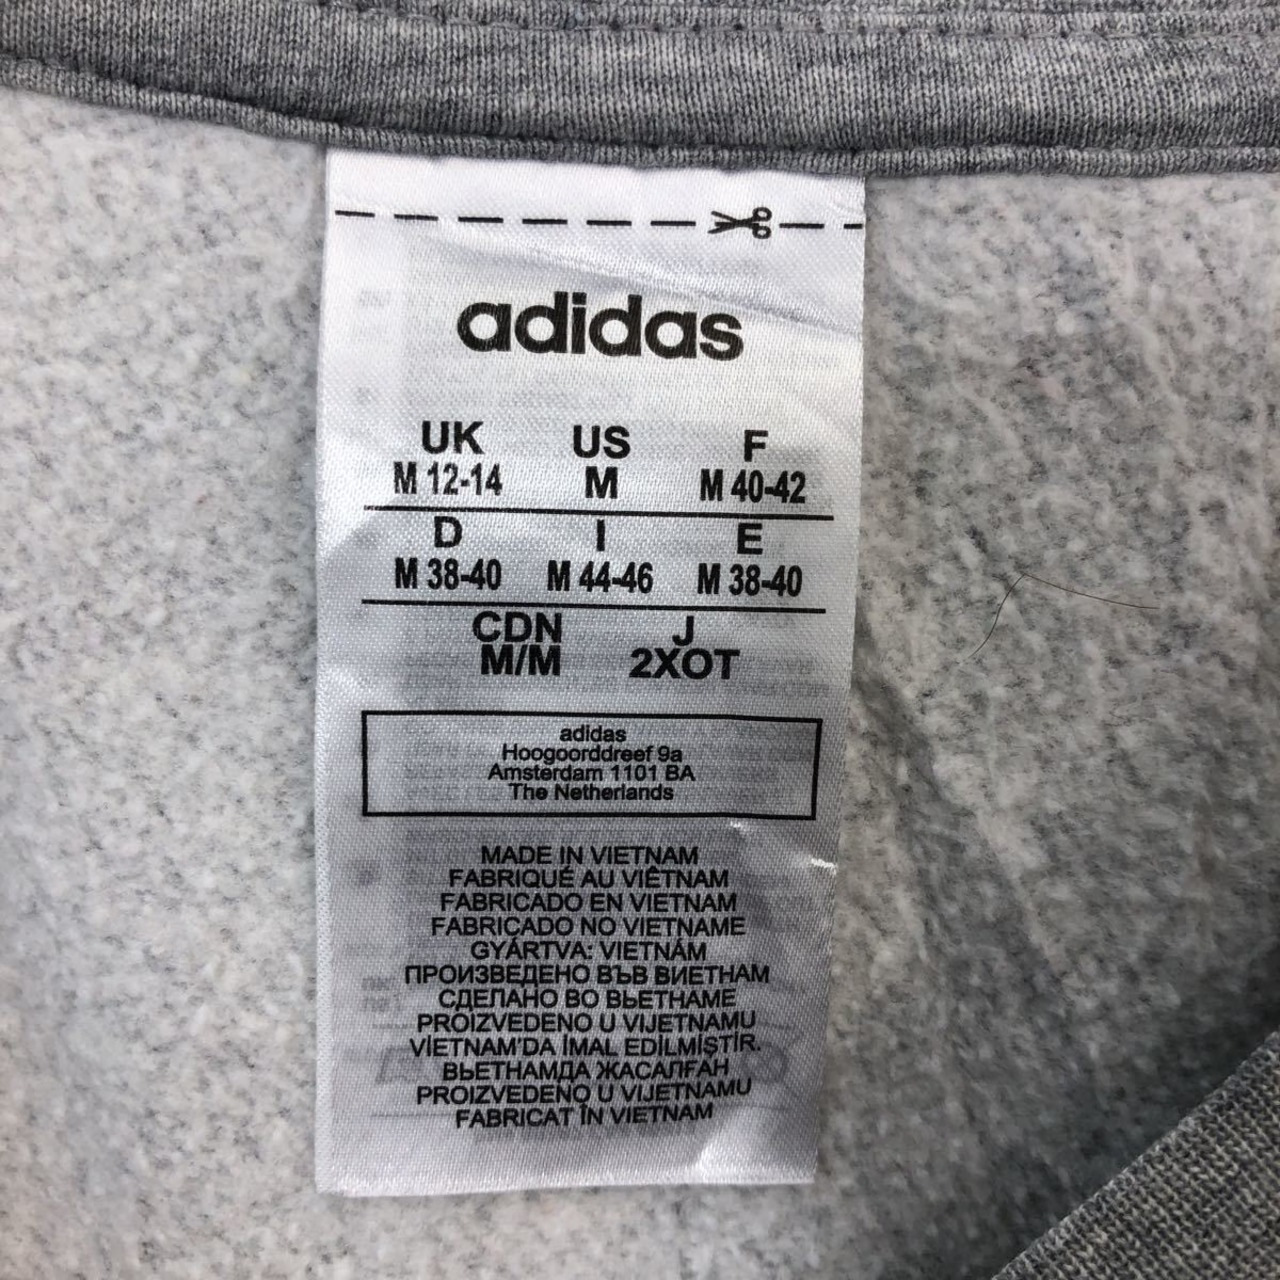 adidas
UK US F
M 12-14 M M 40-42
D I E
M 38-40 M 44-46 M 38-40
CDN J
M/M 2XOT
adidas
Hoogoorddreef 9a
Amsterdam 1101 BA
The Netherlands
MADE IN VIETNAM
FABRIQUÉ AU VIÊTNAM
FABRICADO EN VIETNAM
FABRICADO NO VIETNAME
GYÁRTVA: VIETNÁM
ПРОИЗВЕДЕНО ВЪВ ВИЕТНАМ
СДЕЛАНО ВО ВЬЕТНАМЕ
PROIZVEDENO U VIJETNAMU
VİETNAM'DA İMAL EDİLMİŞTİR.
ВЬЕТНАМДА ЖАСАЛҒАН
PROIZVEDENO U VIJETNAMU
FABRICAT ÎN VIETNAM